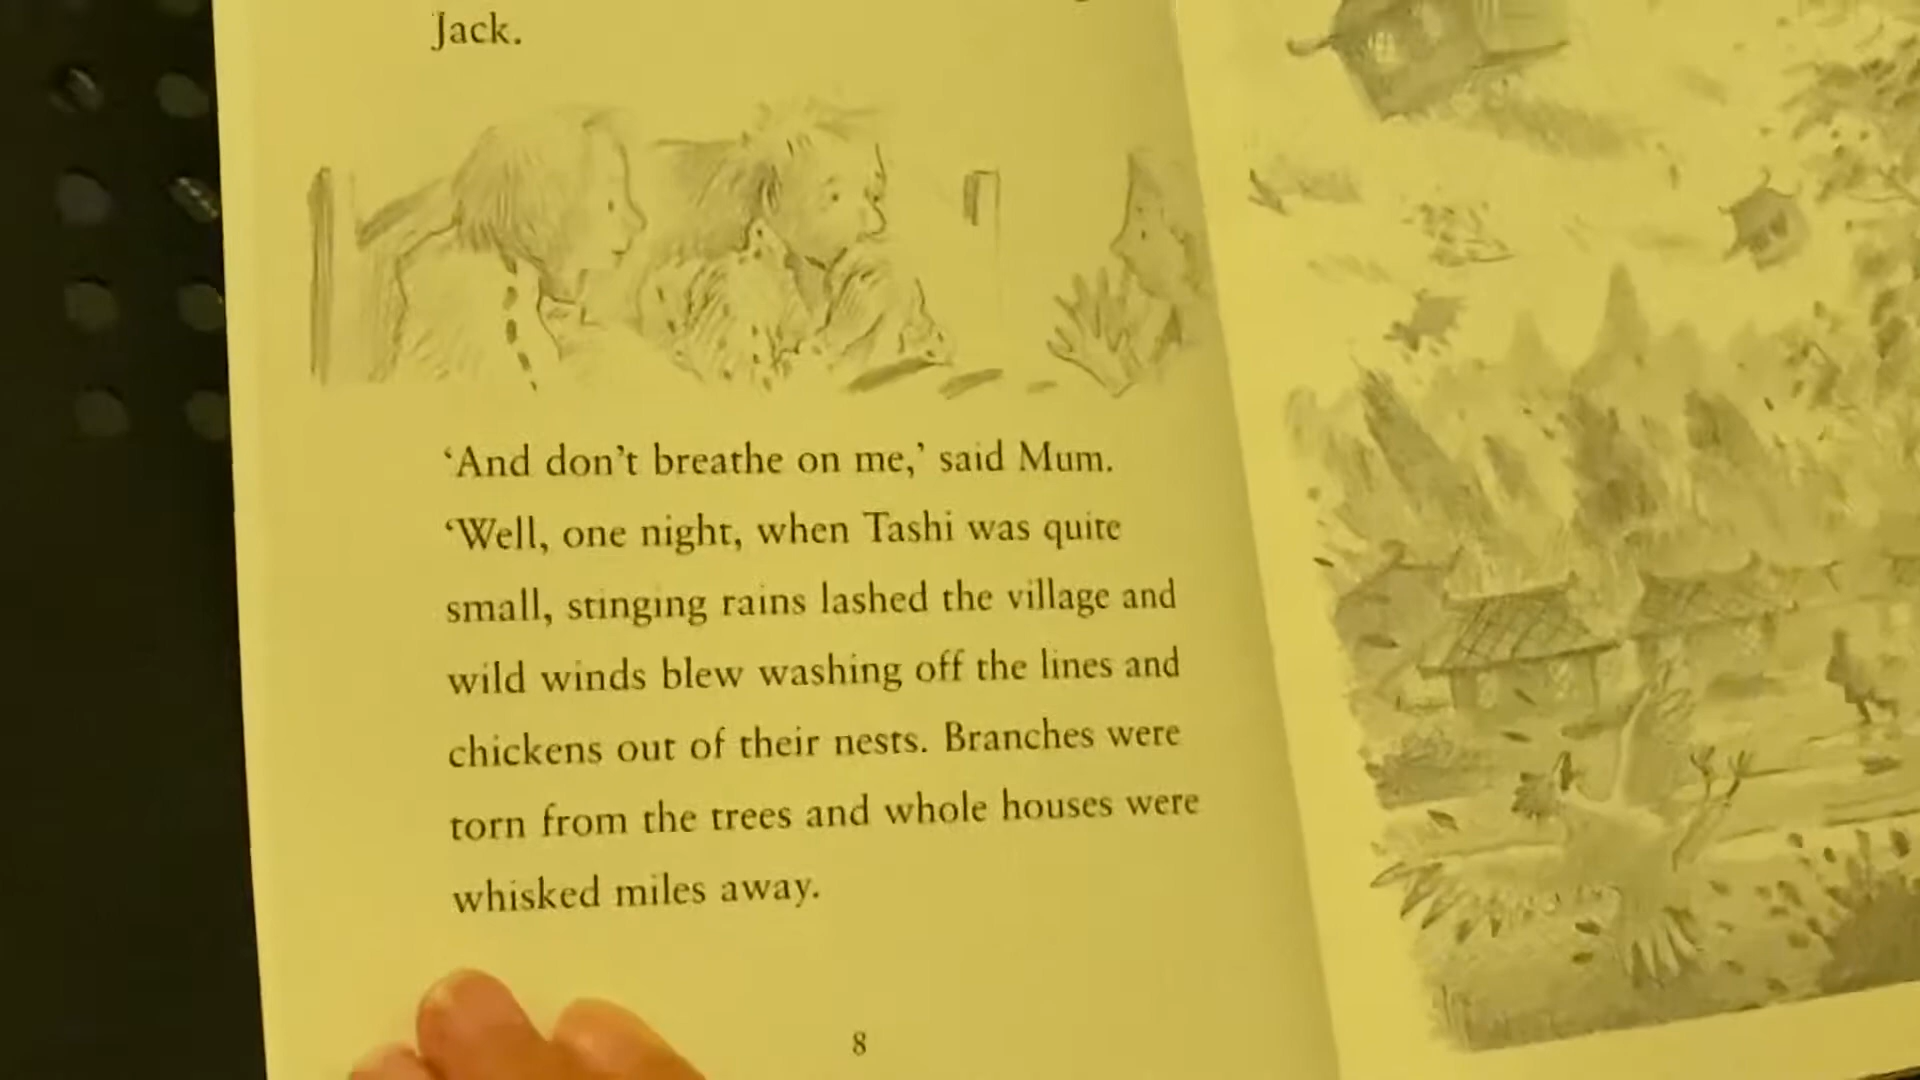 Jack.
‘And don’t breathe on me,’ said Mum.
‘Well, one night, when Tashi was quite
small, stinging rains lashed the village and
wild winds blew washing off the lines and
chickens out of their nests. Branches were
torn from the trees and whole houses were
whisked miles away.
8